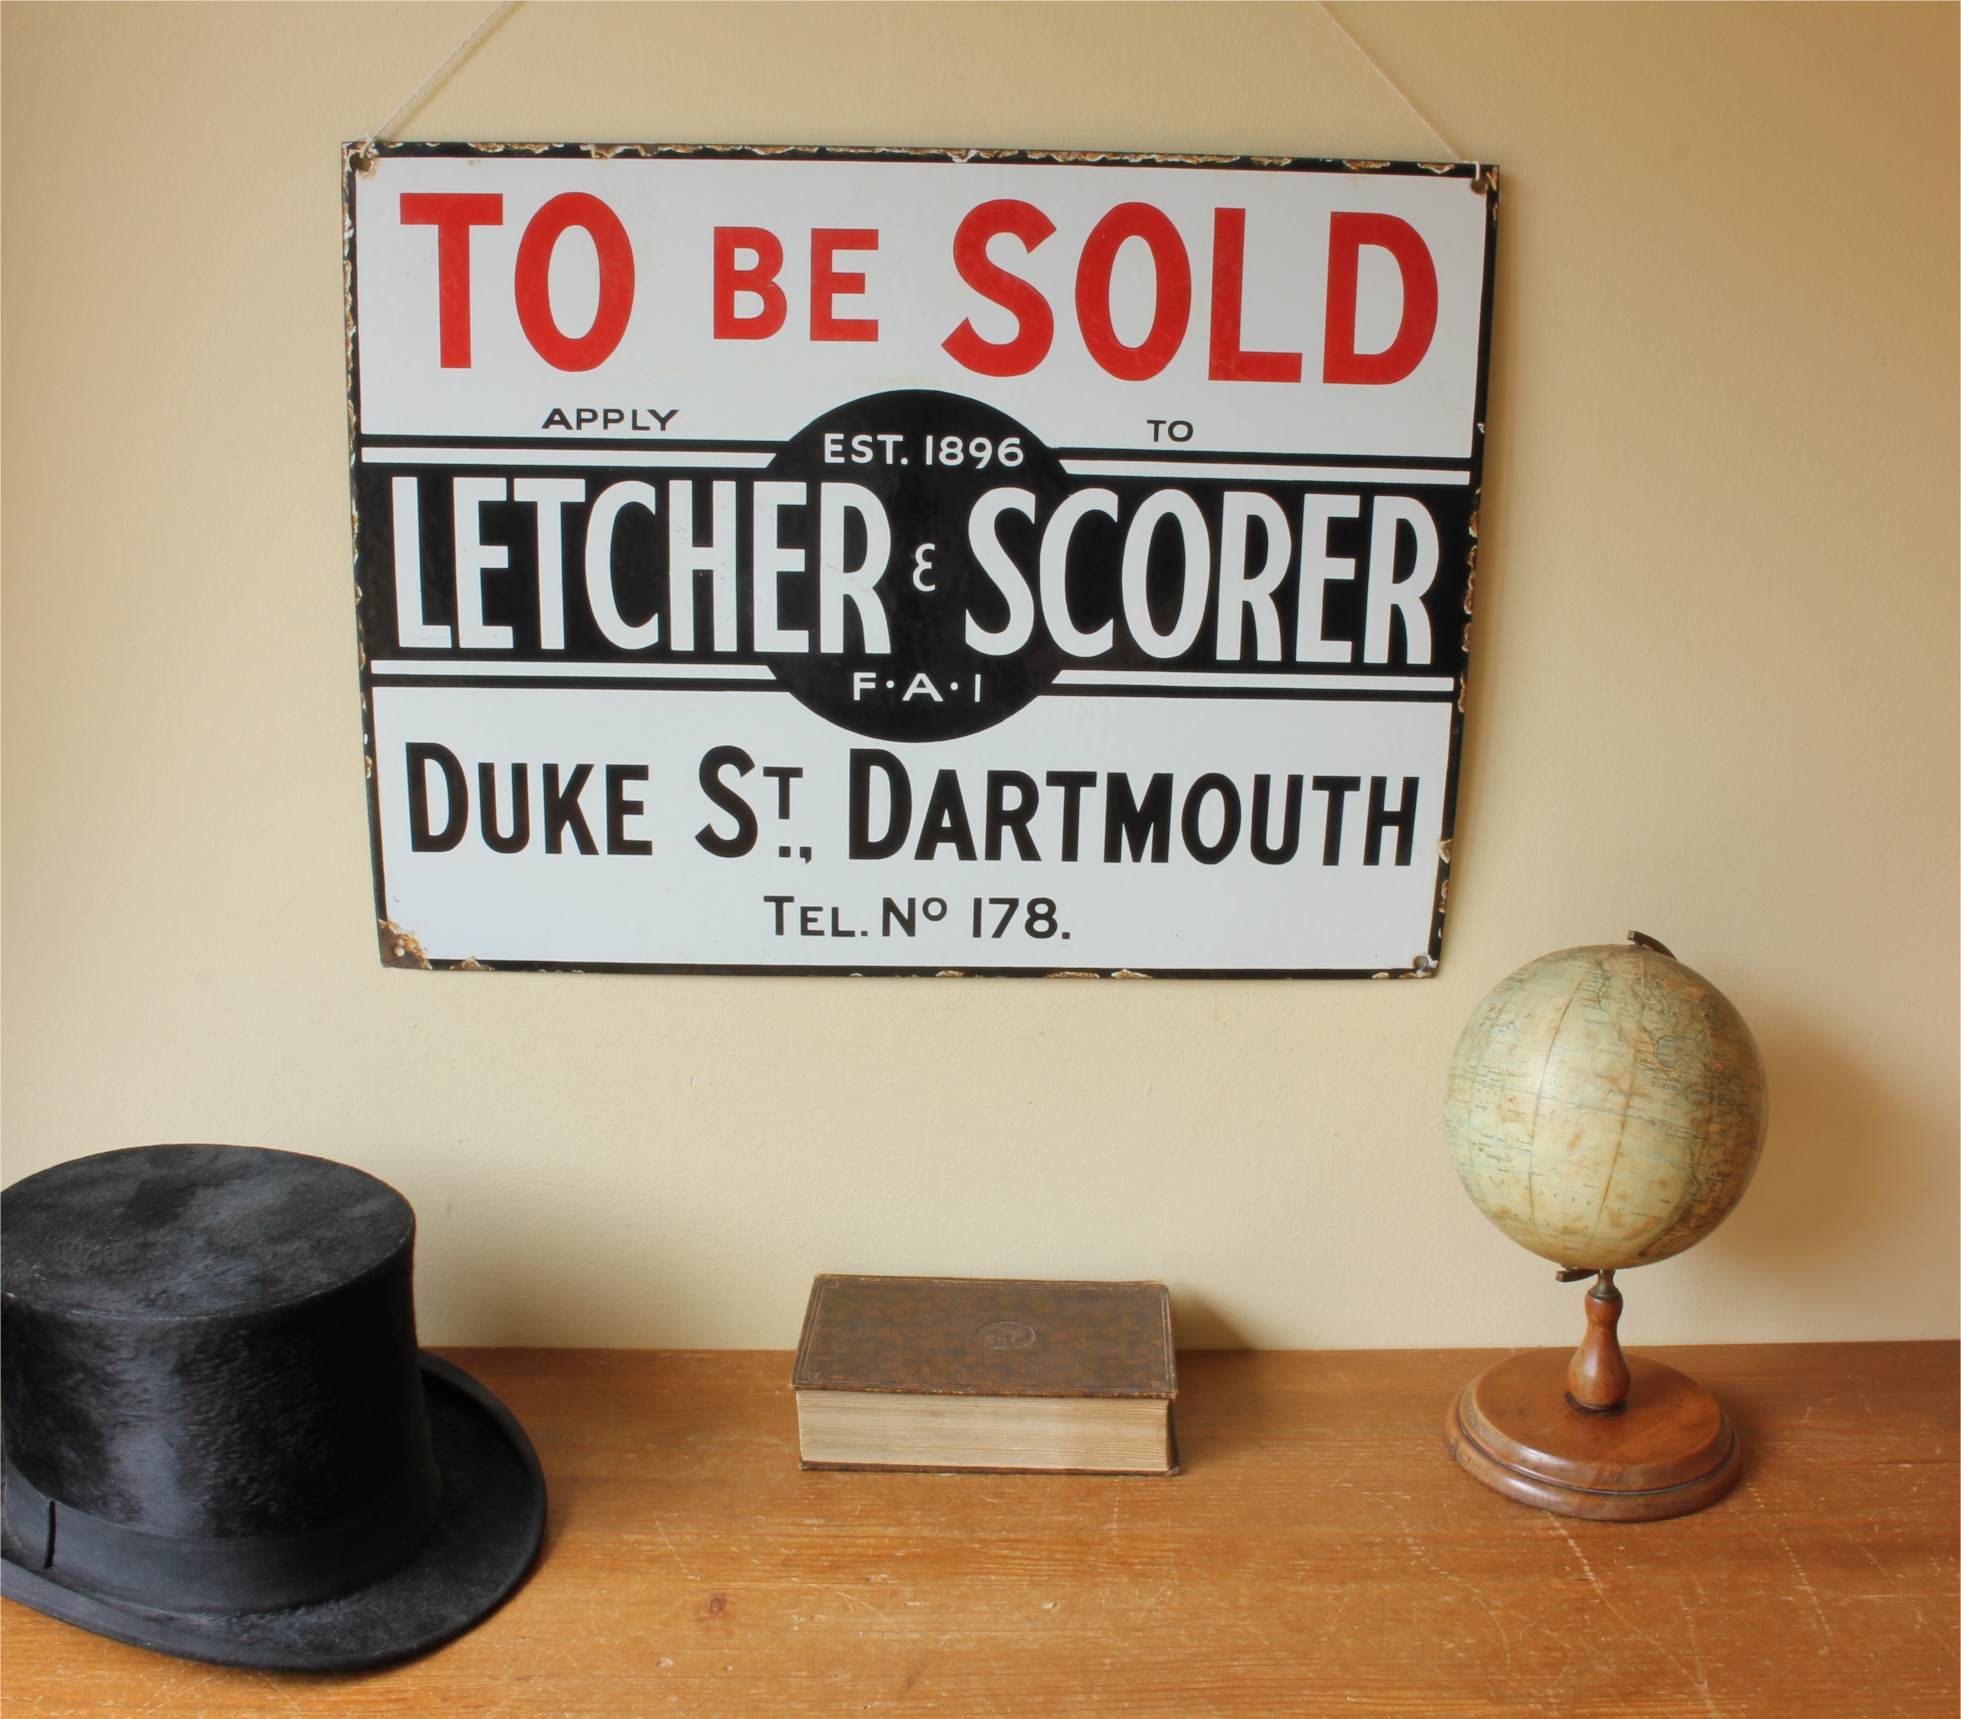 TO BE SOLD
APPLY TO
EST. 1896
LETCHER & SCORER
F·A·I
DUKE ST., DARTMOUTH
TEL. No 178.